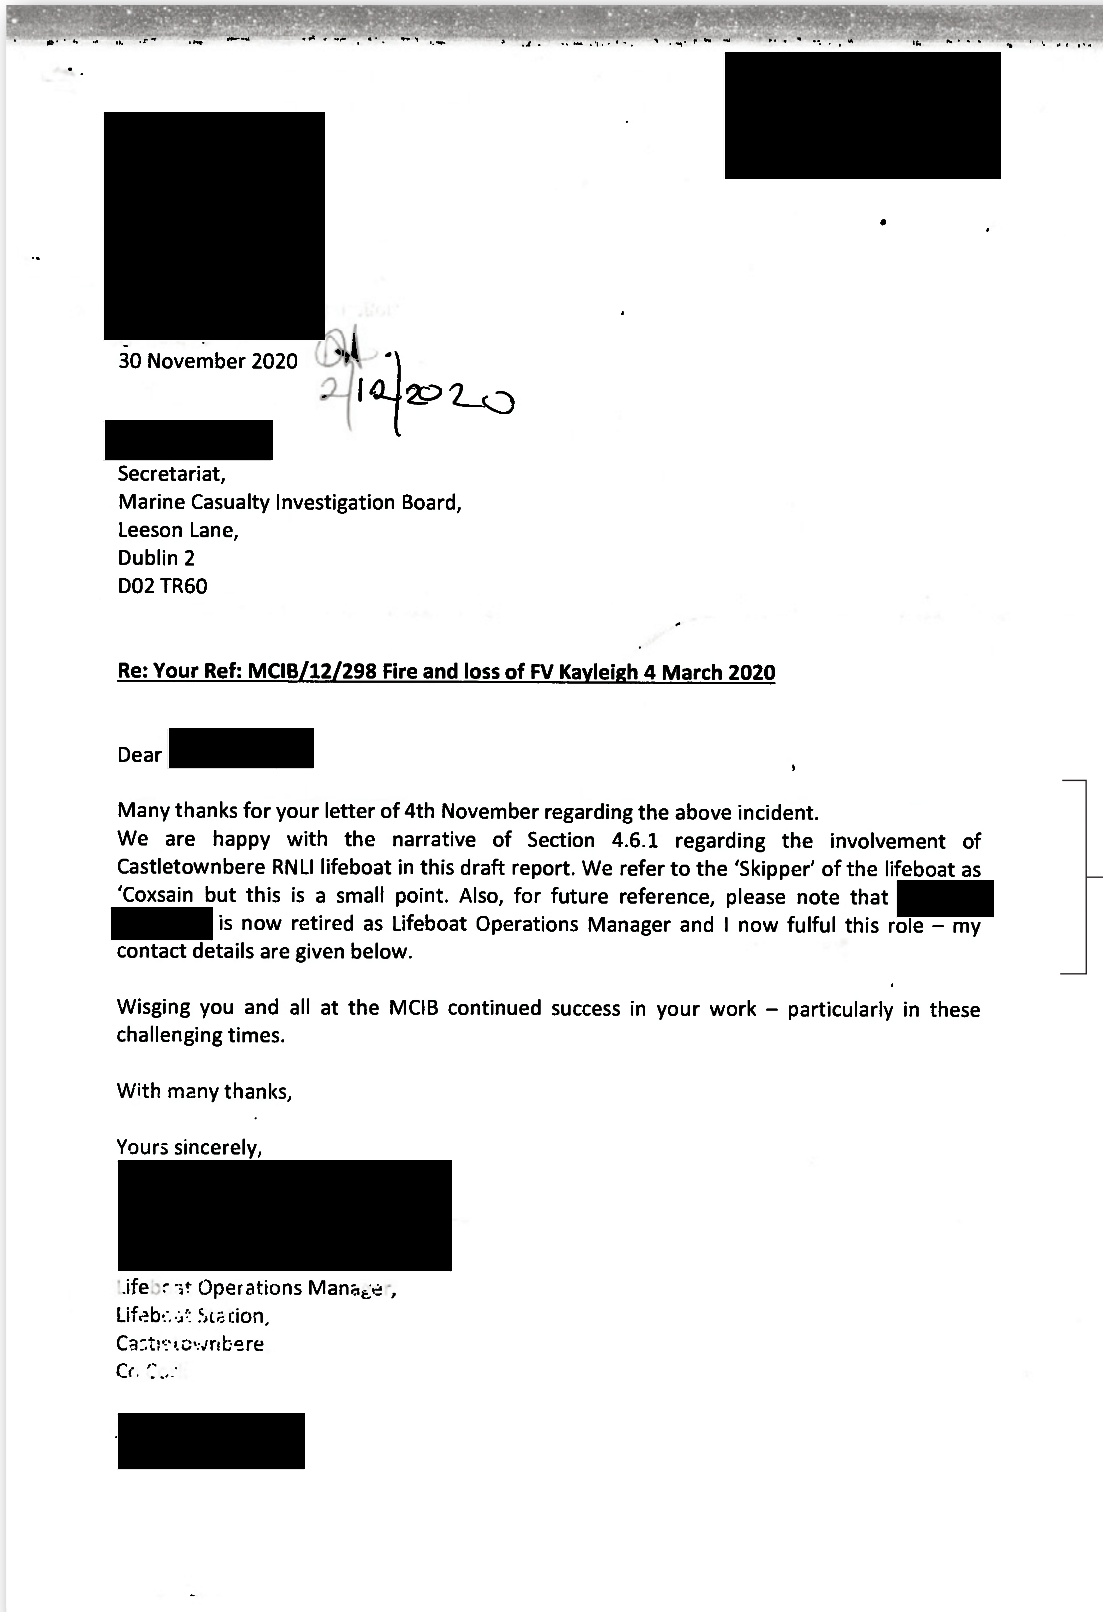 30 November 2020
2/12/2020
Secretariat,
Marine Casualty Investigation Board,
Leeson Lane,
Dublin 2
D02 TR60
Re: Your Ref: MCIB/12/298 Fire and loss of FV Kayleigh 4 March 2020
Dear
Many thanks for your letter of 4th November regarding the above incident.
We are happy with the narrative of Section 4.6.1 regarding the involvement of
Castletownbere RNLI lifeboat in this draft report. We refer to the ‘Skipper’ of the lifeboat as
‘Coxsain but this is a small point. Also, for future reference, please note that
is now retired as Lifeboat Operations Manager and I now fulful this role – my
contact details are given below.
Wisging you and all at the MCIB continued success in your work – particularly in these
challenging times.
With many thanks,
Yours sincerely,
Lifeboat Operations Manager,
Lifeboat Station,
Castletownbere